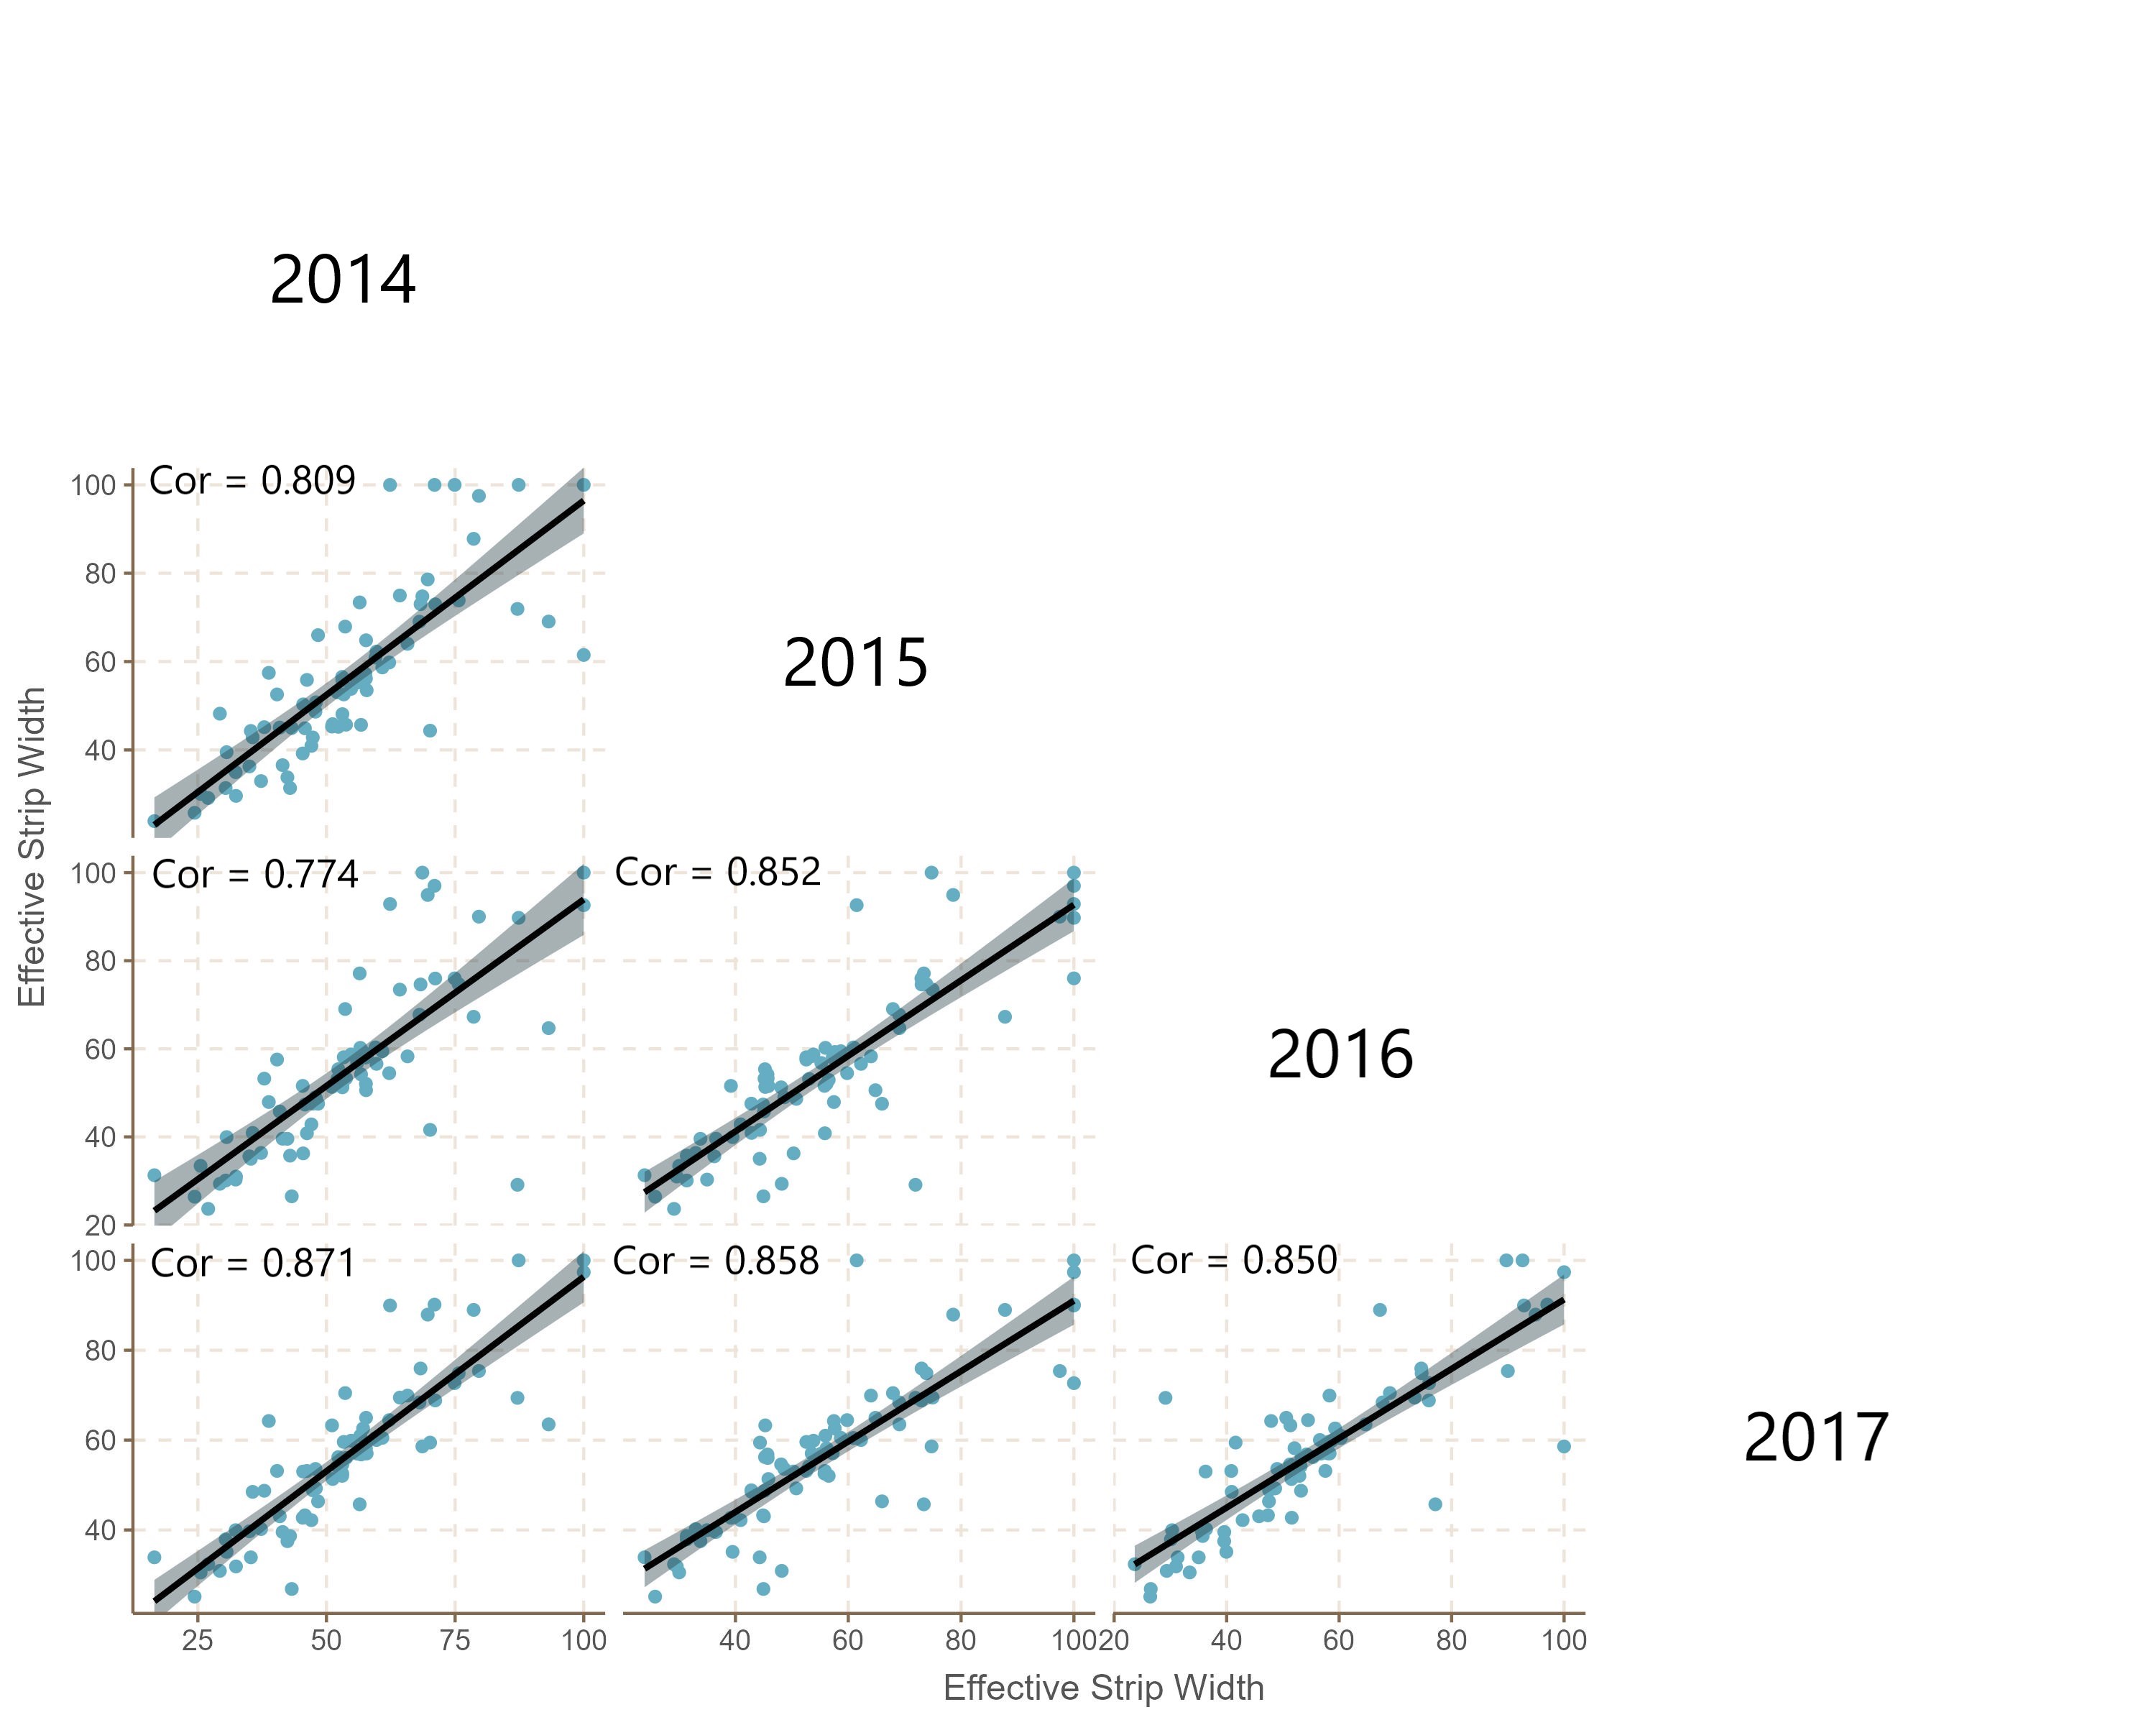 2014
Cor = 0.809
100
80
60
40
2015
Effective Strip Width
Cor = 0.774
Cor = 0.852
100
80
60
40
20
2016
Cor = 0.871
Cor = 0.858
Cor = 0.850
100
80
60
40
2017
25 50 75 100 40 60 80 100 20 40 60 80 100
Effective Strip Width